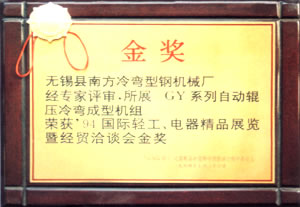 金奖
无锡县南方冷弯型钢机械厂
经专家评审,所展 GY 系列自动辊
压冷弯成型机组
荣获'94国际轻工、电器精品展览
暨经贸洽谈会金奖